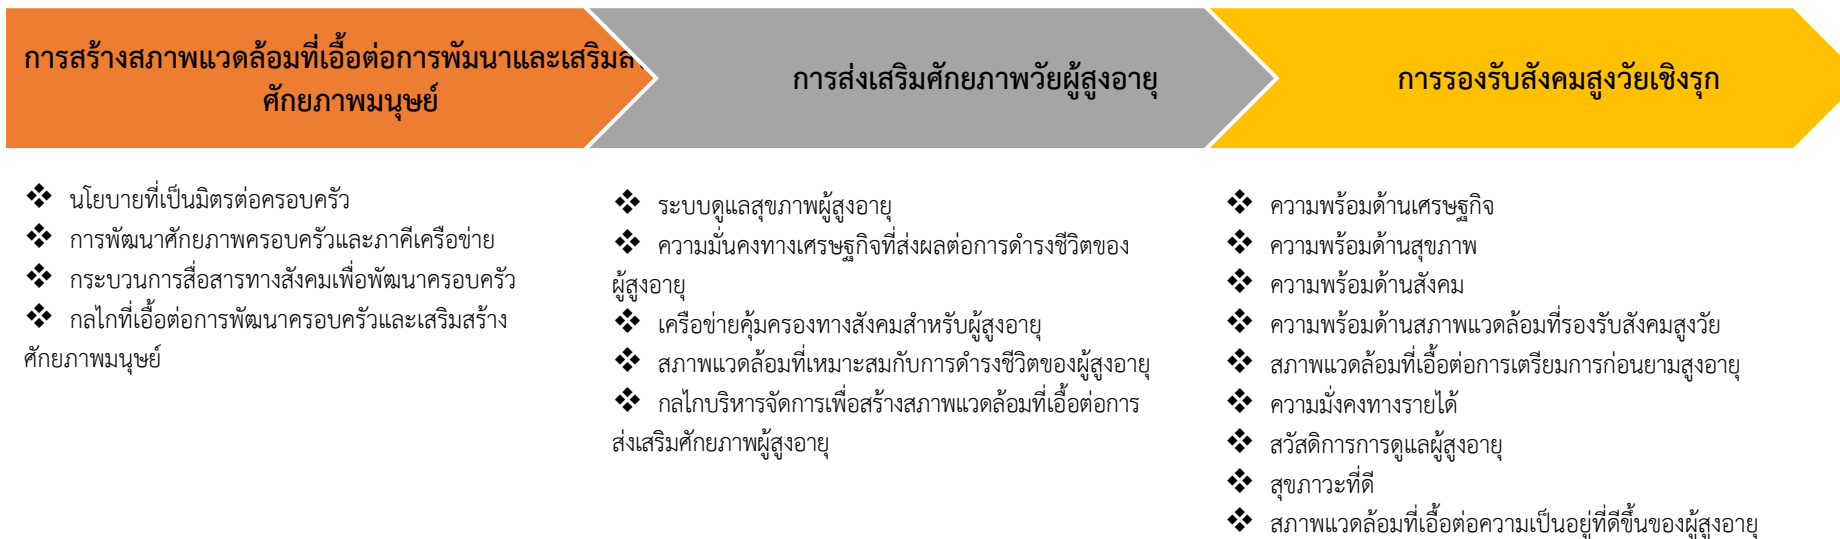 การสร้างสภาพแวดล้อมที่เอื้อต่อการพัมนาและเสริมส
ศักยภาพมนุษย์
❖ นโยบายที่เป็นมิตรต่อครอบครัว
❖ การพัฒนาศักยภาพครอบครัวและภาคีเครือข่าย
❖ กระบวนการสื่อสารทางสังคมเพื่อพัฒนาครอบครัว
❖ กลไกที่เอื้อต่อการพัฒนาครอบครัวและเสริมสร้าง
ศักยภาพมนุษย์
การส่งเสริมศักยภาพวัยผู้สูงอายุ
❖ ระบบดูแลสุขภาพผู้สูงอายุ
❖ ความมั่นคงทางเศรษฐกิจที่ส่งผลต่อการดำรงชีวิตของ
ผู้สูงอายุ
❖ เครือข่ายคุ้มครองทางสังคมสำหรับผู้สูงอายุ
❖ สภาพแวดล้อมที่เหมาะสมกับการดำรงชีวิตของผู้สูงอายุ
❖ กลไกบริหารจัดการเพื่อสร้างสภาพแวดล้อมที่เอื้อต่อการ
ส่งเสริมศักยภาพผู้สูงอายุ
การรองรับสังคมสูงวัยเชิงรุก
❖ ความพร้อมด้านเศรษฐกิจ
❖ ความพร้อมด้านสุขภาพ
❖ ความพร้อมด้านสังคม
❖ ความพร้อมด้านสภาพแวดล้อมที่รองรับสังคมสูงวัย
❖ สภาพแวดล้อมที่เอื้อต่อการเตรียมการก่อนยามสูงอายุ
❖ ความมั่งคงทางรายได้
❖ สวัสดิการการดูแลผู้สูงอายุ
❖ สุขภาวะที่ดี
❖ สภาพแวดล้อมที่เอื้อต่อความเป็นอยู่ที่ดีขึ้นของผู้สูงอายุ